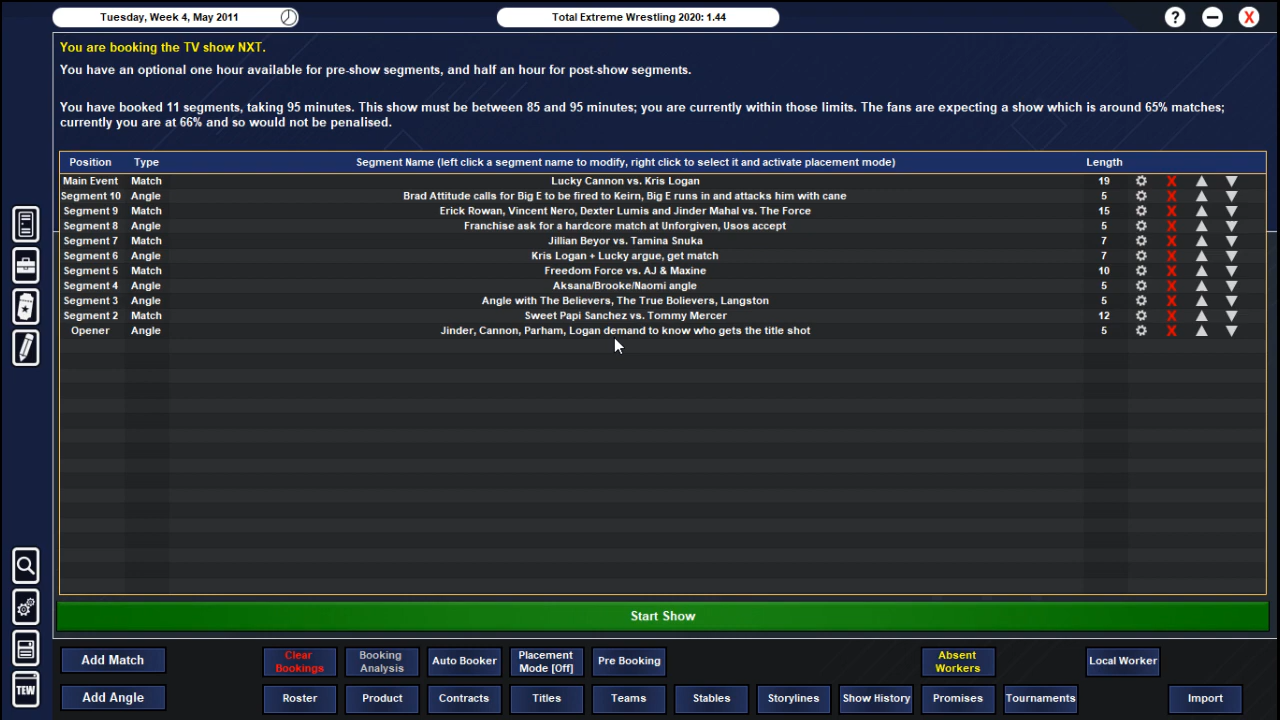 Tuesday, Week 4, May 2011
Total Extreme Wrestling 2020: 1.44
?
X
You are booking the TV show NXT.
You have an optional one hour available for pre-show segments, and half an hour for post-show segments.
You have booked 11 segments, taking 95 minutes. This show must be between 85 and 95 minutes; you are currently within those limits. The fans are expecting a show which is around 65% matches;
currently you are at 66% and so would not be penalised.
Position Type Segment Name (left click a segment name to modify, right click to select it and activate placement mode) Length
Main Event Match Lucky Cannon vs. Kris Logan 19 X
Segment 10 Angle Brad Attitude calls for Big E to be fired to Keirn, Big E runs in and attacks him with cane 5 X
Segment 9 Match Erick Rowan, Vincent Nero, Dexter Lumis and Jinder Mahal vs. The Force 15 X
Segment 8 Angle Franchise ask for a hardcore match at Unforgiven, Usos accept 5 X
Segment 7 Match Jillian Beyor vs. Tamina Snuka 7 X
Segment 6 Angle Kris Logan + Lucky argue, get match 7 X
Segment 5 Match Freedom Force vs. AJ & Maxine 10 X
Segment 4 Angle Aksana/Brooke/Naomi angle 5 X
Segment 3 Angle Angle with The Believers, The True Bolievers, Langston 5 X
Segment 2 Match Sweet Papi Sanchez vs. Tommy Mercer 12 X
Opener Angle Jinder, Cannon, Parham, Logan demand to know who gets the title shot 5 X
Start Show
Add Match
Clear Bookings
Booking Analysis
Auto Booker
Placement Mode [Off]
Pre Booking
Absent Workers
Local Worker
TEW
Add Angle
Roster
Product
Contracts
Titles
Teams
Stables
Storylines
Show History
Promises
Tournaments
Import